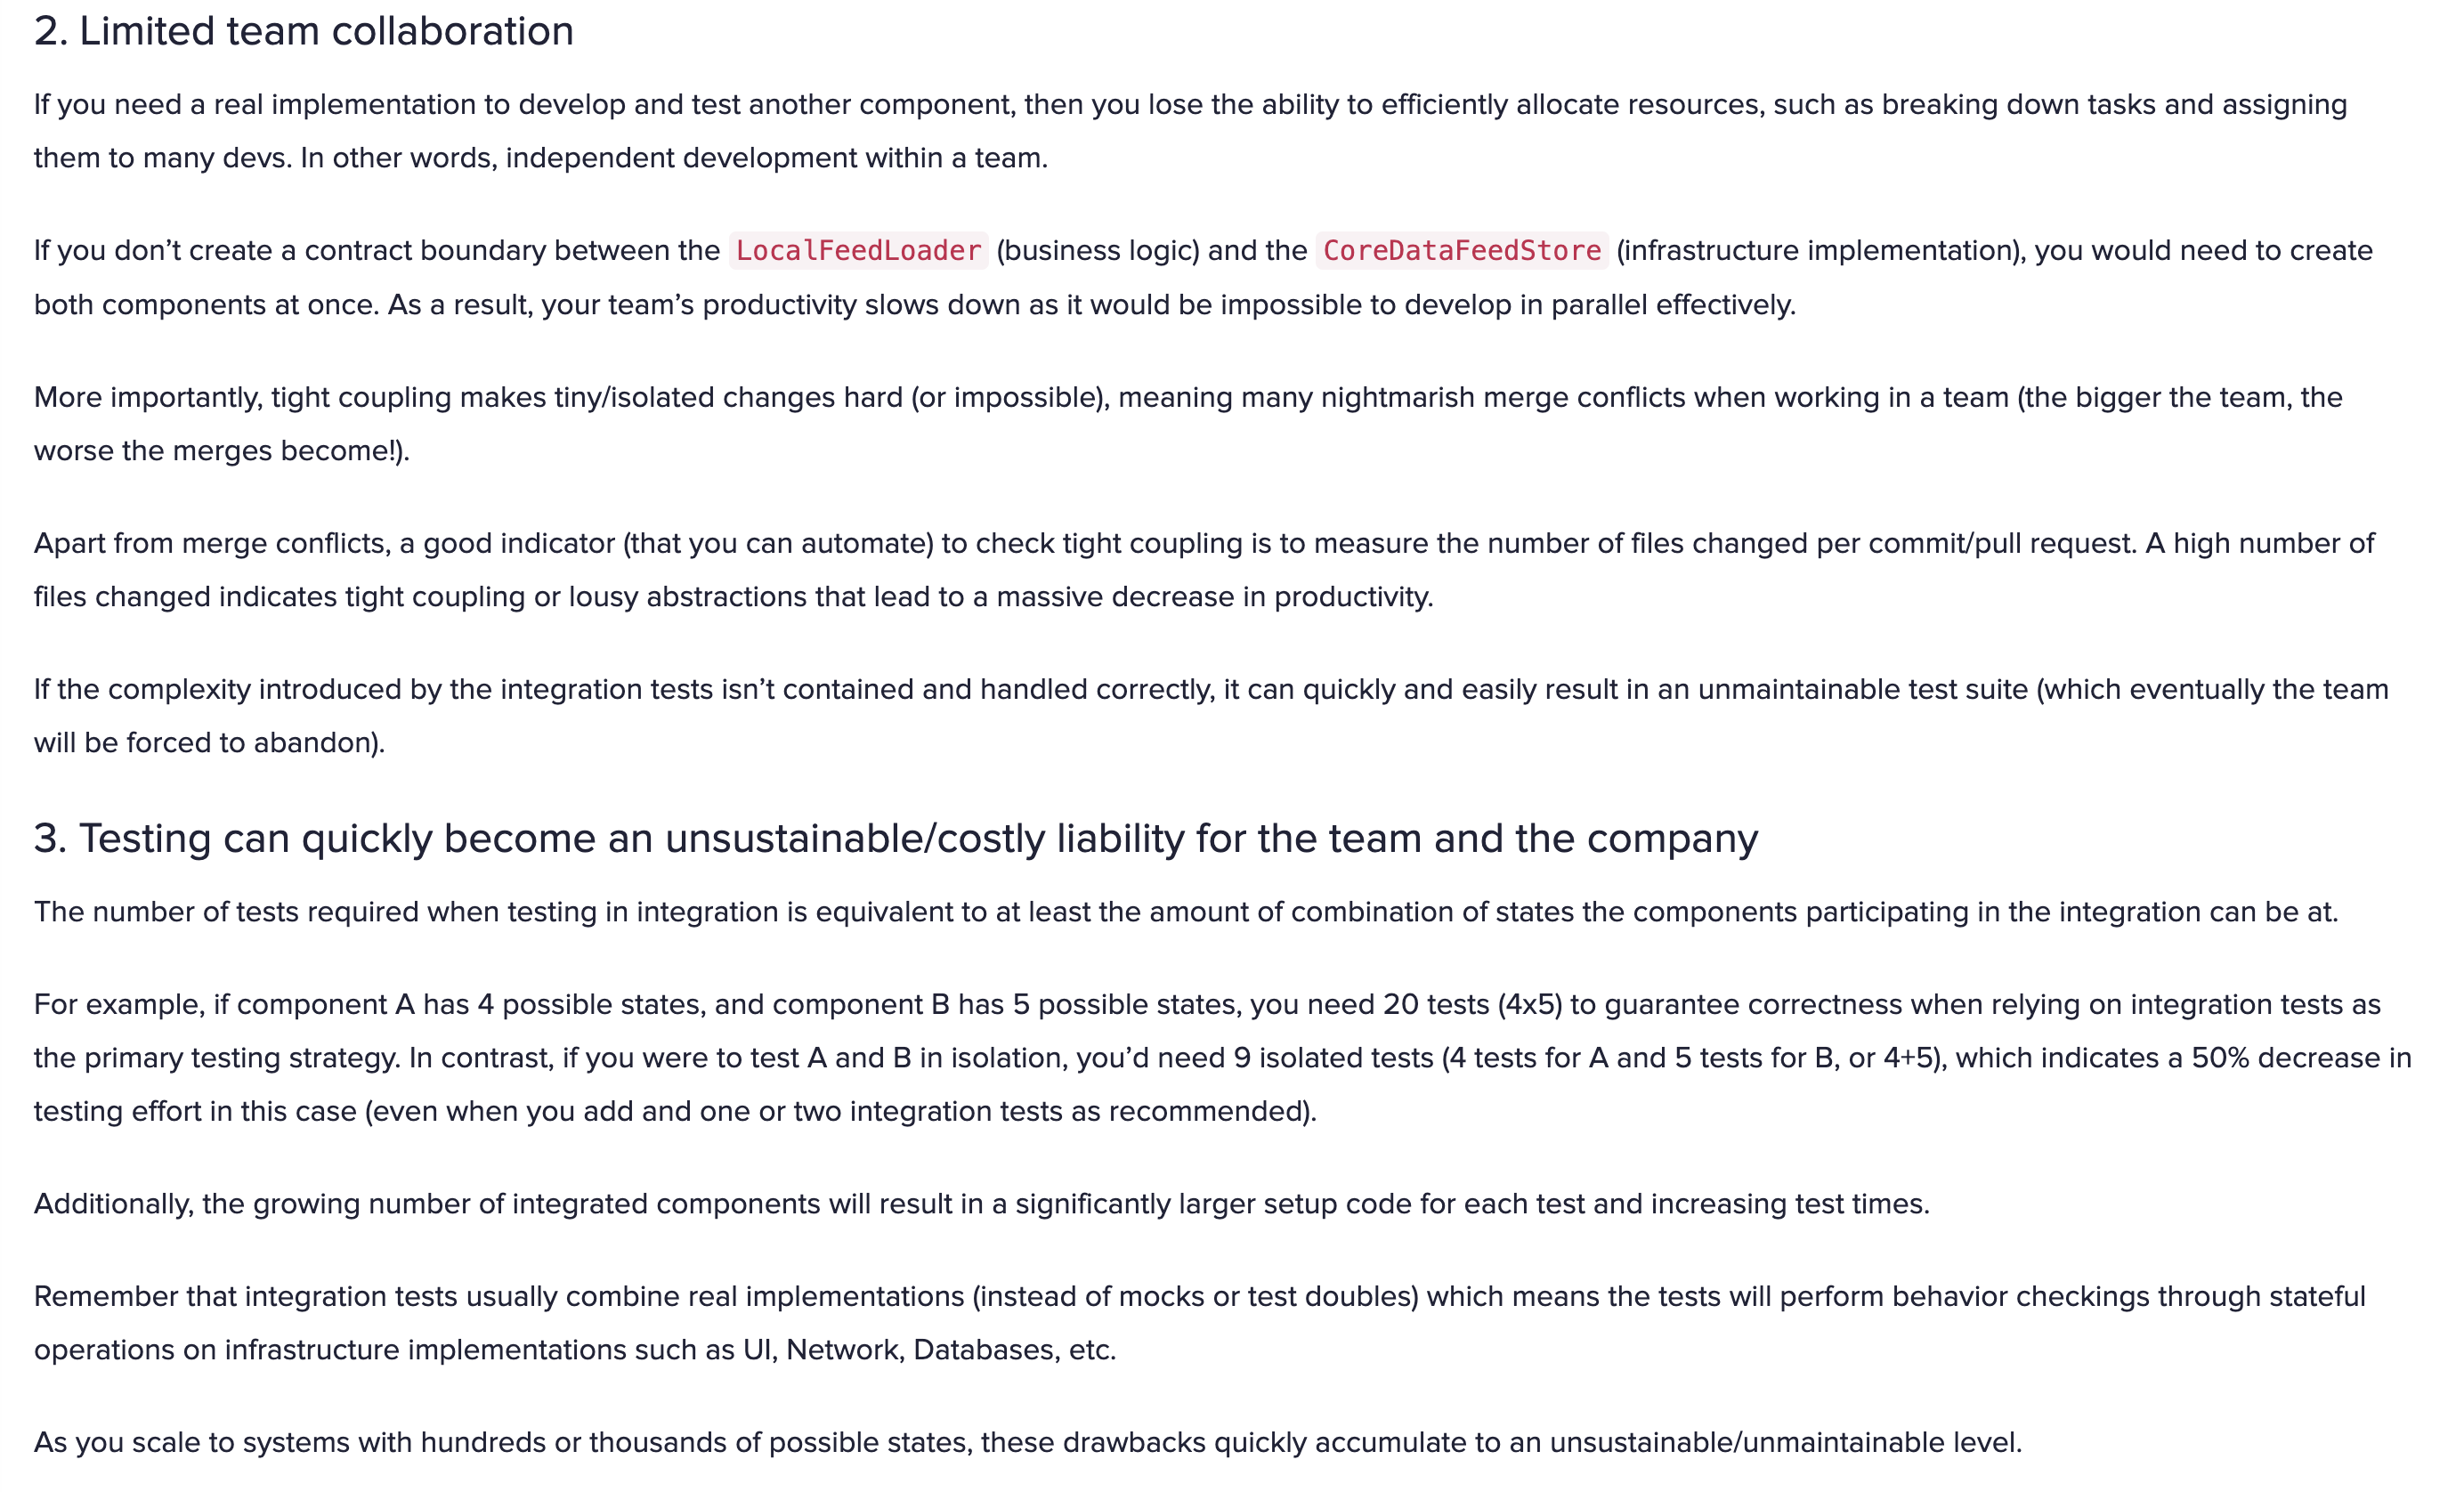 2. Limited team collaboration
If you need a real implementation to develop and test another component, then you lose the ability to efficiently allocate resources, such as breaking down tasks and assigning
them to many devs. In other words, independent development within a team.
If you don’t create a contract boundary between the LocalFeedLoader (business logic) and the CoreDataFeedStore (infrastructure implementation), you would need to create
both components at once. As a result, your team’s productivity slows down as it would be impossible to develop in parallel effectively.
More importantly, tight coupling makes tiny/isolated changes hard (or impossible), meaning many nightmarish merge conflicts when working in a team (the bigger the team, the
worse the merges become!).
Apart from merge conflicts, a good indicator (that you can automate) to check tight coupling is to measure the number of files changed per commit/pull request. A high number of
files changed indicates tight coupling or lousy abstractions that lead to a massive decrease in productivity.
If the complexity introduced by the integration tests isn’t contained and handled correctly, it can quickly and easily result in an unmaintainable test suite (which eventually the team
will be forced to abandon).
3. Testing can quickly become an unsustainable/costly liability for the team and the company
The number of tests required when testing in integration is equivalent to at least the amount of combination of states the components participating in the integration can be at.
For example, if component A has 4 possible states, and component B has 5 possible states, you need 20 tests (4x5) to guarantee correctness when relying on integration tests as
the primary testing strategy. In contrast, if you were to test A and B in isolation, you’d need 9 isolated tests (4 tests for A and 5 tests for B, or 4+5), which indicates a 50% decrease in
testing effort in this case (even when you add and one or two integration tests as recommended).
Additionally, the growing number of integrated components will result in a significantly larger setup code for each test and increasing test times.
Remember that integration tests usually combine real implementations (instead of mocks or test doubles) which means the tests will perform behavior checkings through stateful
operations on infrastructure implementations such as UI, Network, Databases, etc.
As you scale to systems with hundreds or thousands of possible states, these drawbacks quickly accumulate to an unsustainable/unmaintainable level.